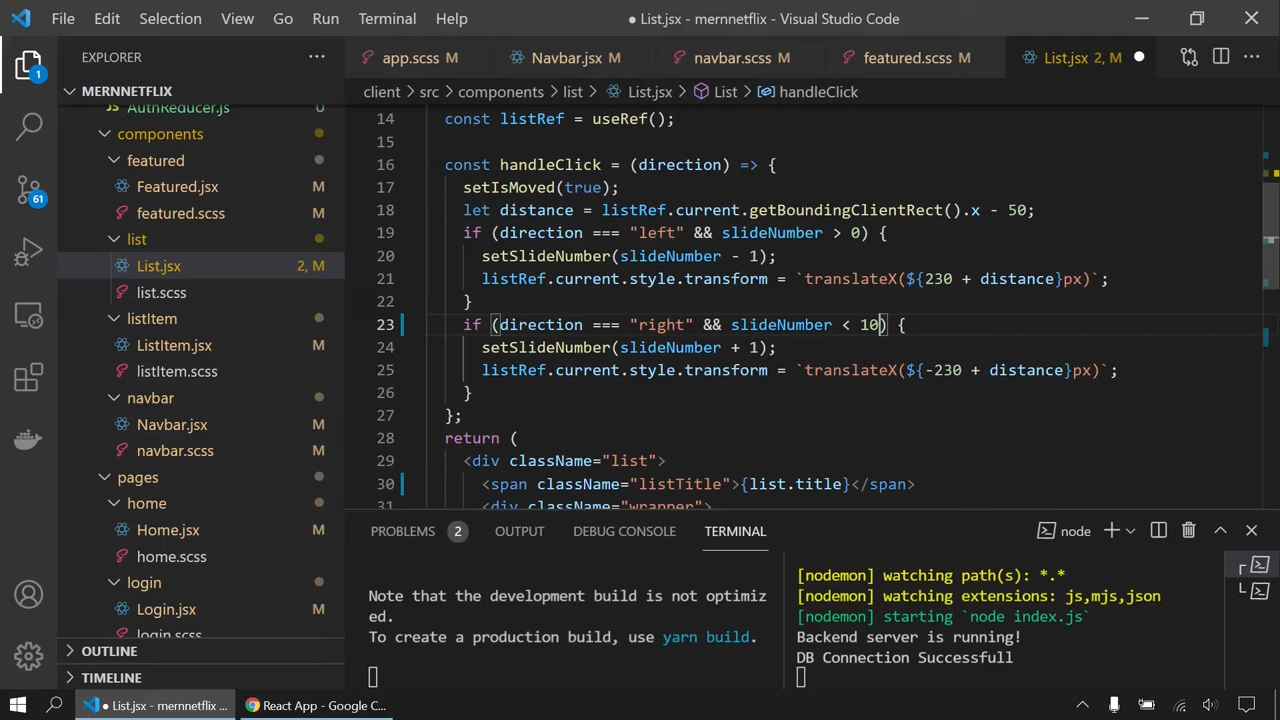 File Edit Selection View Go Run Terminal Help
● List.jsx - mernnetflix - Visual Studio Code
EXPLORER
MERNNETFLIX
JS AuthReducer.js U
components
featured
Featured.jsx M
featured.scss M
list
List.jsx 2, M
list.scss
listItem
ListItem.jsx M
listItem.scss
navbar
Navbar.jsx M
navbar.scss M
pages
home
Home.jsx M
home.scss
login
Login.jsx M
login.scss
OUTLINE
TIMELINE
1
61
app.scss M Navbar.jsx M navbar.scss M featured.scss M List.jsx 2, M
client > src > components > list > List.jsx > List > handleClick
14 const listRef = useRef();
15
16 const handleClick = (direction) => {
17 setIsMoved(true);
18 let distance = listRef.current.getBoundingClientRect().x - 50;
19 if (direction === "left" && slideNumber > 0) {
20 setSlideNumber(slideNumber - 1);
21 listRef.current.style.transform = `translateX(${230 + distance}px)`;
22 }
23 if (direction === "right" && slideNumber < 10) {
24 setSlideNumber(slideNumber + 1);
25 listRef.current.style.transform = `translateX(${-230 + distance}px)`;
26 }
27 };
28 return (
29 <div className="list">
30 <span className="listTitle">{list.title}</span>
31 <div className="wrapper">
PROBLEMS 2 OUTPUT DEBUG CONSOLE TERMINAL
node
Note that the development build is not optimiz
ed.
To create a production build, use yarn build.
[nodemon] watching path(s): *.*
[nodemon] watching extensions: js,mjs,json
[nodemon] starting `node index.js`
Backend server is running!
DB Connection Successfull
● List.jsx - mernnetflix ...
React App - Google C...